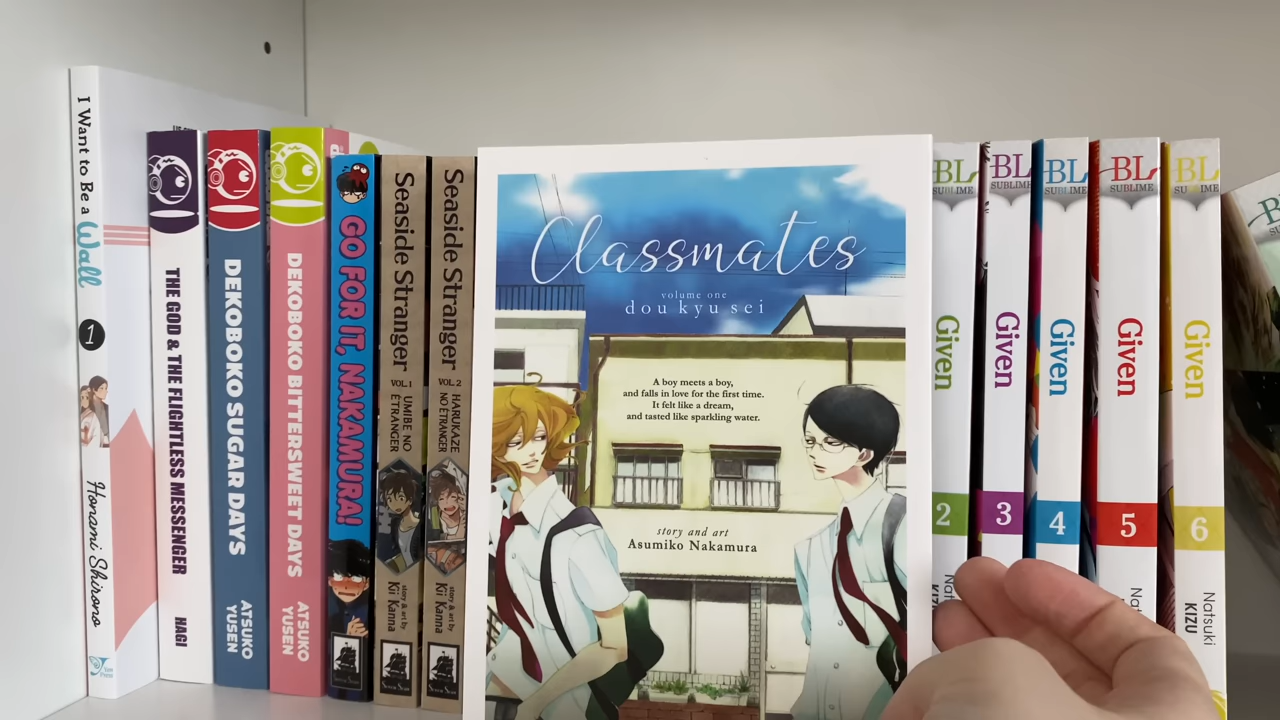 I Want to Be a Wall
1
Honami Shirono
THE GOD & THE FLIGHTLESS MESSENGER
HAGI
DEKOBOKO SUGAR DAYS
ATSUKO
YUSEN
DEKOBOKO BITTERSWEET DAYS
ATSUKO
YUSEN
GO FOR IT, NAKAMURA!
Seaside Stranger
VOL.1
UMIBE NO
ÉTRANGER
story & art by
Kii Kanna
Seaside Stranger
VOL.2
HARUKAZE
NO ÉTRANGER
story & art by
Kii Kanna
Classmates
volume one
dou kyu sei
A boy meets a boy,
and falls in love for the first time.
It felt like a dream,
and tasted like sparkling water.
story and art
Asumiko Nakamura
BL
SUBLIME
Given
2
BL
SUBLIME
Given
3
BL
SUBLIME
Given
4
BL
SUBLIME
Given
5
BL
SUBLIME
Given
6
Natsuki
KIZU